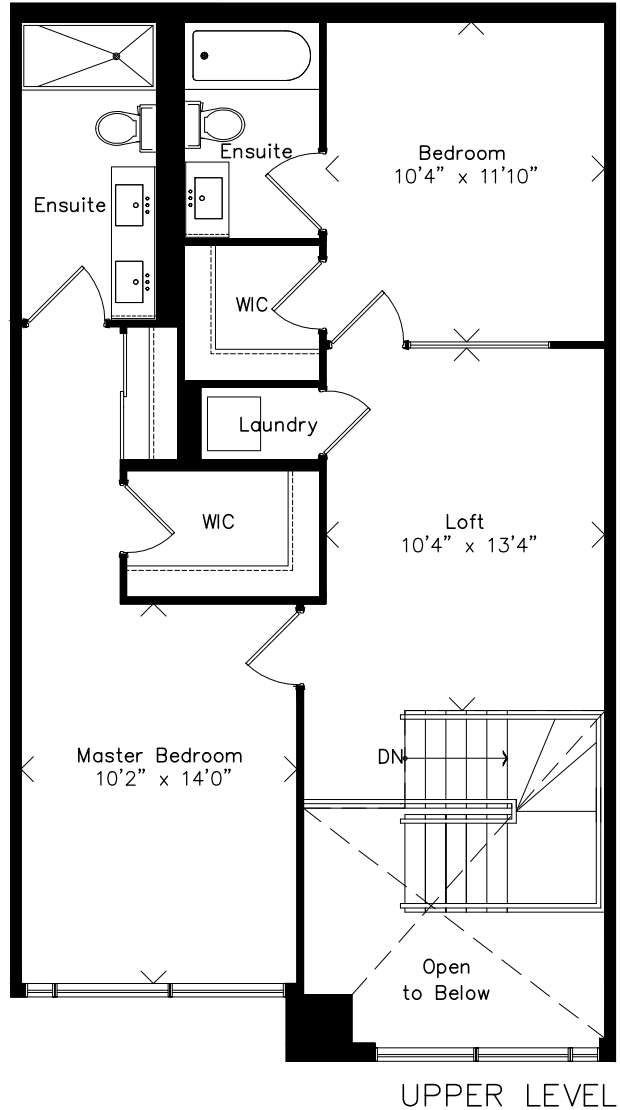 Ensuite
Bedroom
10'4" x 11'10"
Ensuite
WIC
Laundry
WIC
Loft
10'4" x 13'4"
Master Bedroom
10'2" x 14'0"
DN
Open
to Below
UPPER LEVEL